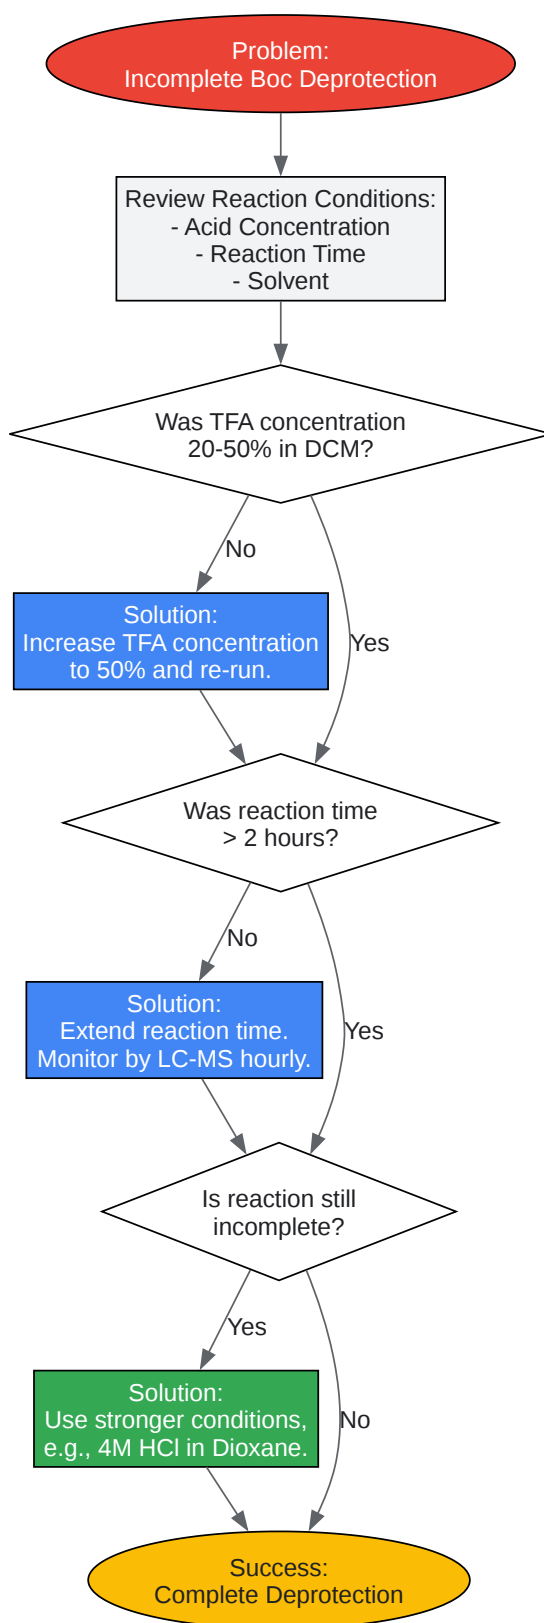 Problem:
Incomplete Boc Deprotection
Review Reaction Conditions:
- Acid Concentration
- Reaction Time
- Solvent
Was TFA concentration
20-50% in DCM?
No
Yes
Solution:
Increase TFA concentration
to 50% and re-run.
Was reaction time
> 2 hours?
No
Yes
Solution:
Extend reaction time.
Monitor by LC-MS hourly.
Is reaction still
incomplete?
Yes
No
Solution:
Use stronger conditions,
e.g., 4M HCl in Dioxane.
Success:
Complete Deprotection